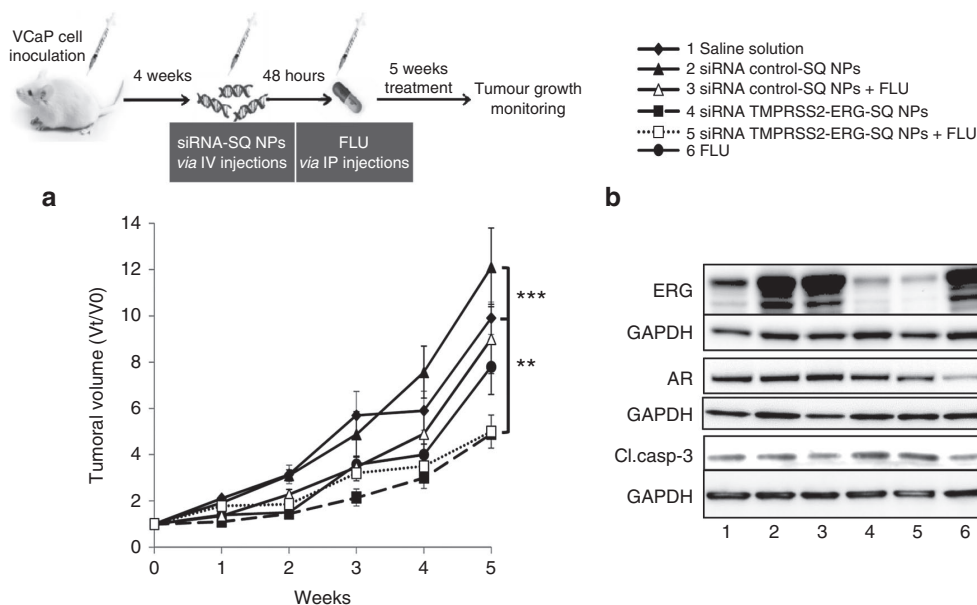 VCaP cell
inoculation
4 weeks
48 hours
5 weeks
treatment
Tumour growth
monitoring
siRNA-SQ NPs
via IV injections
FLU
via IP injections
1 Saline solution
2 siRNA control-SQ NPs
3 siRNA control-SQ NPs + FLU
4 siRNA TMPRSS2-ERG-SQ NPs
5 siRNA TMPRSS2-ERG-SQ NPs + FLU
6 FLU
a
Tumoral volume (Vt/V0)
14
12
10
8
6
4
2
0
0 1 2 3 4 5
Weeks
***
**
b
ERG
GAPDH
AR
GAPDH
Cl.casp-3
GAPDH
1 2 3 4 5 6